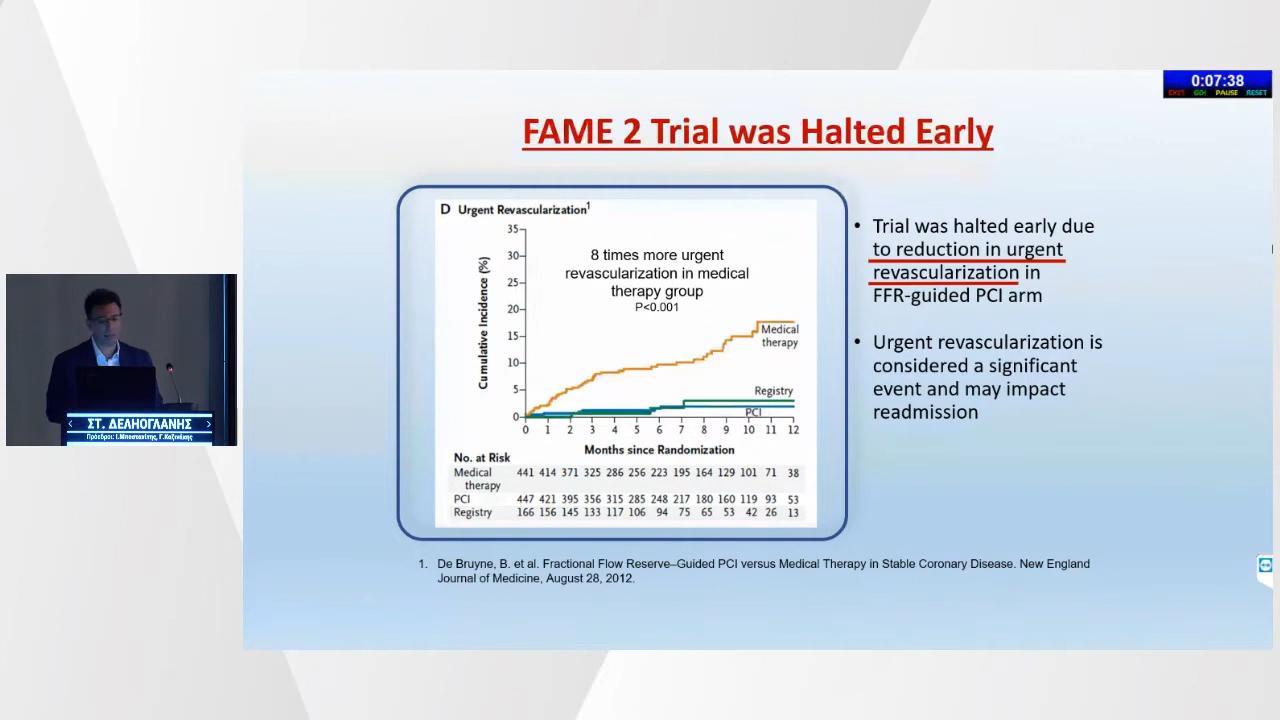 0:07:38
EXIT GO! PAUSE RESET
FAME 2 Trial was Halted Early
D Urgent Revascularization1
8 times more urgent
revascularization in medical
therapy group
P<0.001
Cumulative Incidence (%)
35
30
25
20
15
10
5
0
Medical
therapy
Registry
PCI
0 1 2 3 4 5 6 7 8 9 10 11 12
Months since Randomization
No. at Risk
Medical 441 414 371 325 286 256 223 195 164 129 101 71 38
therapy
PCI 447 421 395 356 315 285 248 217 180 160 119 93 53
Registry 166 156 145 133 117 106 94 75 65 53 42 26 13
• Trial was halted early due
to reduction in urgent
revascularization in
FFR-guided PCI arm
• Urgent revascularization is
considered a significant
event and may impact
readmission
1. De Bruyne, B. et al. Fractional Flow Reserve–Guided PCI versus Medical Therapy in Stable Coronary Disease. New England
Journal of Medicine, August 28, 2012.
ΣΤ. ΔΕΛΗΟΓΛΑΝΗΣ
Πρόεδροι: Ι.Μποστανίτης, Γ.Καζινάκης